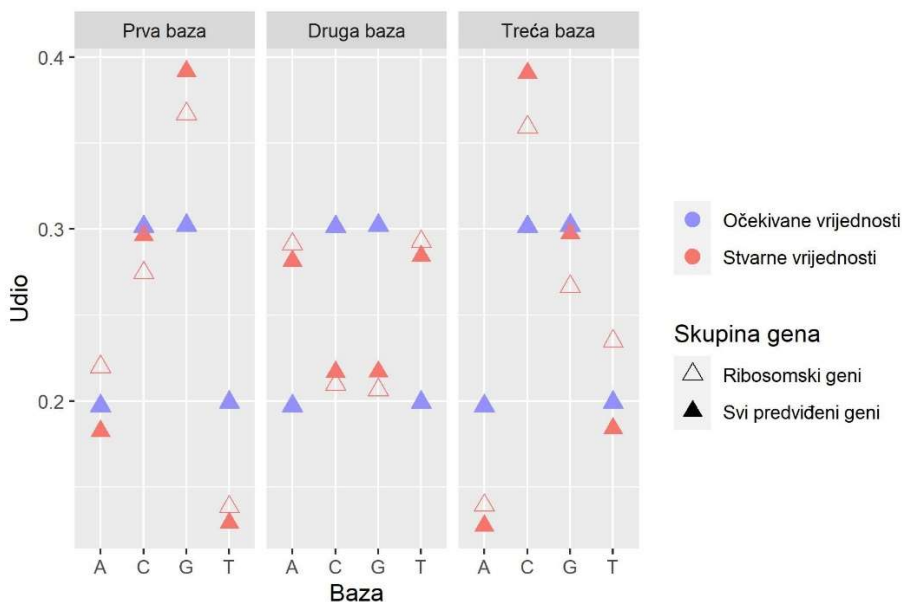 Prva baza
Druga baza
Treća baza
0.4
0.3
0.2
Udio
A C G T
A C G T
A C G T
Baza
Očekivane vrijednosti
Stvarne vrijednosti
Skupina gena
Ribosomski geni
Svi predviđeni geni